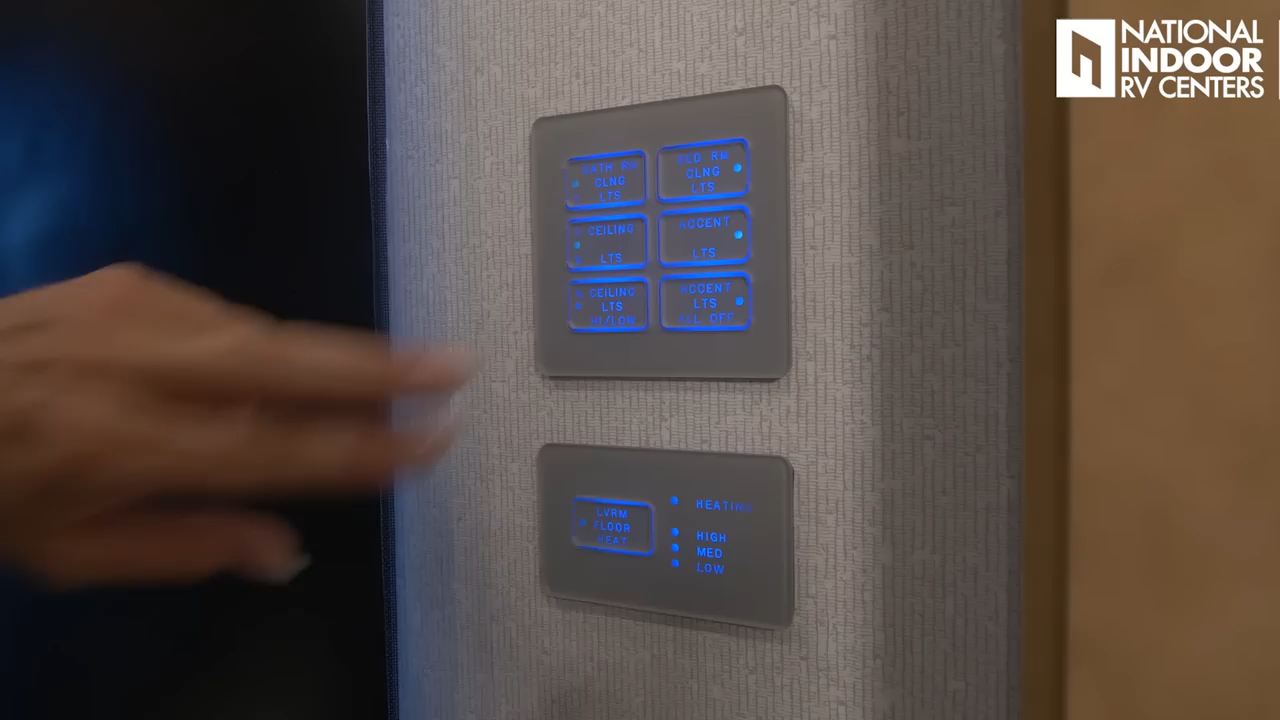 NATIONAL
INDOOR
RV CENTERS
BATH RM
CLNG
LTS
BED RM
CLNG
LTS
CEILING
LTS
ACCENT
LTS
CEILING
LTS
HI/LOW
ACCENT
LTS
ALL OFF
LVRM
FLOOR
HEAT
HEATING
HIGH
MED
LOW